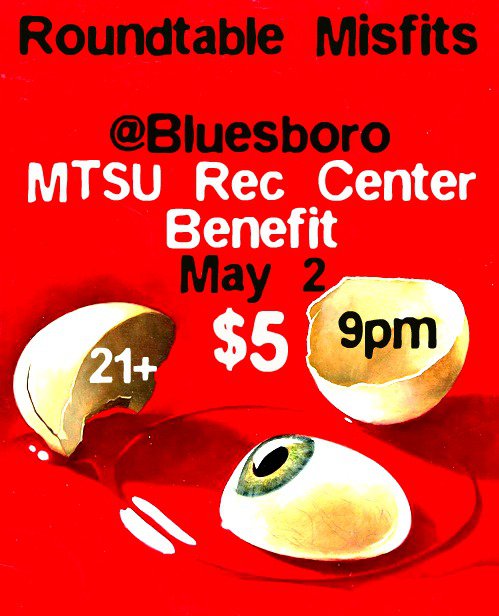 Roundtable Misfits
@Bluesboro
MTSU Rec Center
Benefit
May 2
$5
9pm
21+